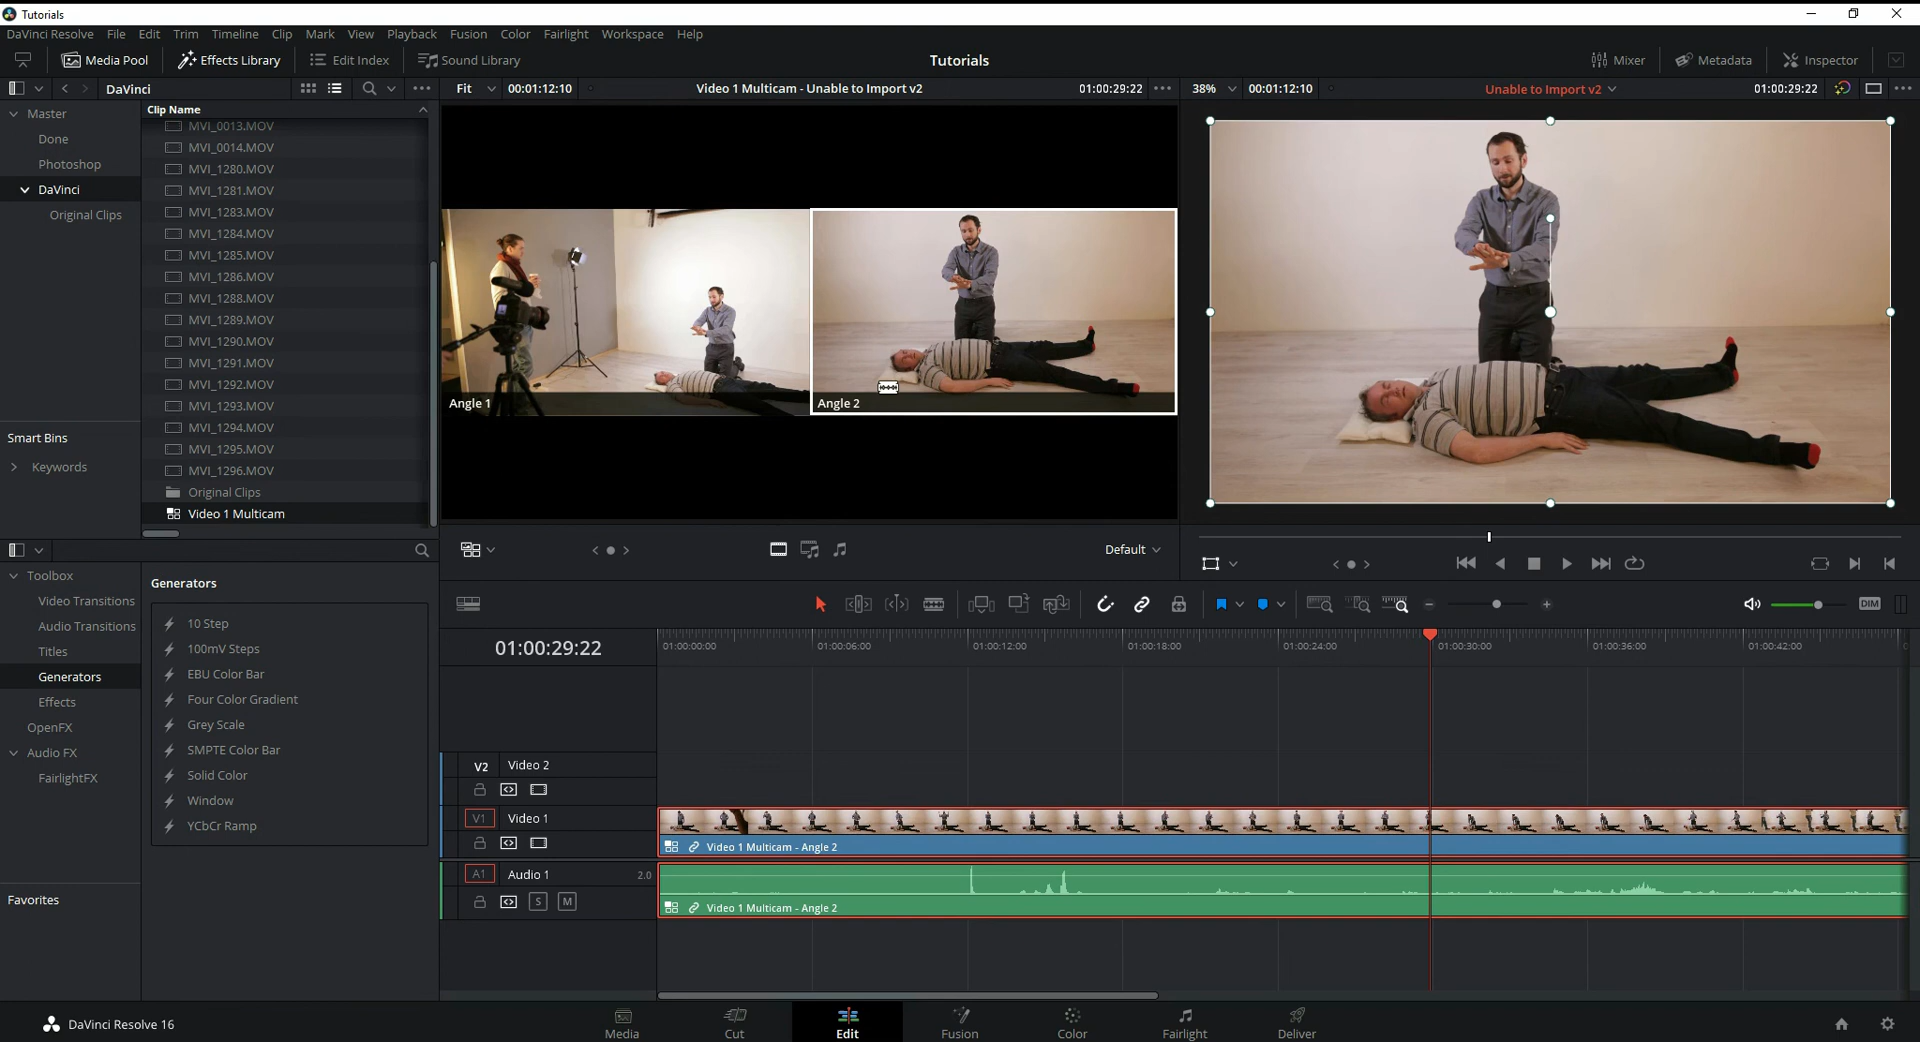 Tutorials
DaVinci Resolve File Edit Trim Timeline Clip Mark View Playback Fusion Color Fairlight Workspace Help
Media Pool Effects Library Edit Index Sound Library Tutorials Mixer Metadata Inspector
DaVinci Fit 00:01:12:10 Video 1 Multicam - Unable to Import v2 01:00:29:22 38% 00:01:12:10 Unable to Import v2 01:00:29:22
Master
Done
Photoshop
DaVinci
Original Clips
Smart Bins
Keywords
Clip Name
MVI_0013.MOV
MVI_0014.MOV
MVI_1280.MOV
MVI_1281.MOV
MVI_1283.MOV
MVI_1284.MOV
MVI_1285.MOV
MVI_1286.MOV
MVI_1288.MOV
MVI_1289.MOV
MVI_1290.MOV
MVI_1291.MOV
MVI_1292.MOV
MVI_1293.MOV
MVI_1294.MOV
MVI_1295.MOV
MVI_1296.MOV
Original Clips
Video 1 Multicam
Angle 1
Angle 2
Default
Toolbox
Video Transitions
Audio Transitions
Titles
Generators
Effects
OpenFX
Audio FX
FairlightFX
Favorites
Generators
10 Step
100mV Steps
EBU Color Bar
Four Color Gradient
Grey Scale
SMPTE Color Bar
Solid Color
Window
YCbCr Ramp
DIM
01:00:29:22
01:00:00:00 01:00:06:00 01:00:12:00 01:00:18:00 01:00:24:00 01:00:30:00 01:00:36:00 01:00:42:00
V2 Video 2
V1 Video 1
Video 1 Multicam - Angle 2
A1 Audio 1 2.0
S M
Video 1 Multicam - Angle 2
DaVinci Resolve 16
Media Cut Edit Fusion Color Fairlight Deliver